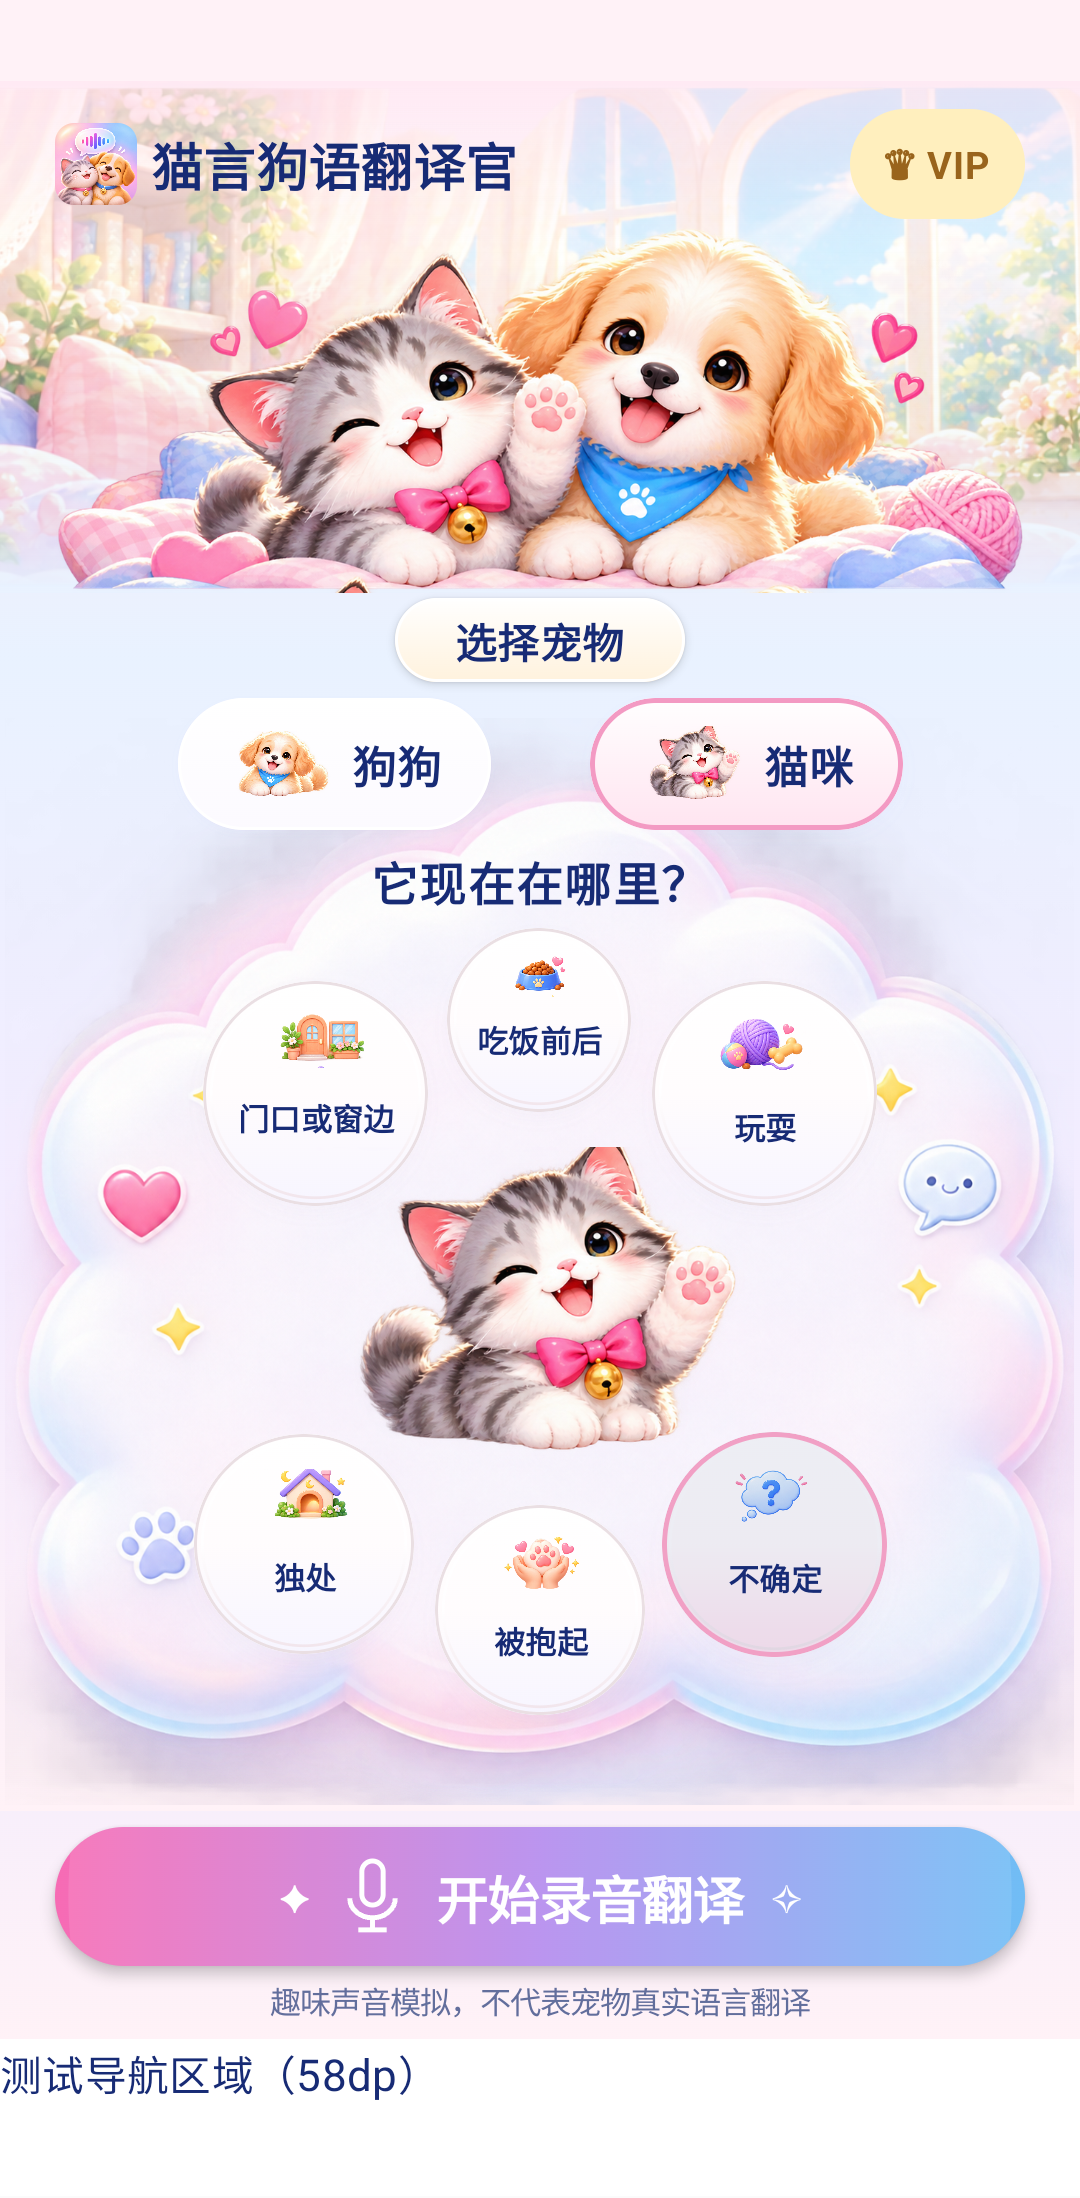 猫言狗语翻译官
VIP
选择宠物
狗狗
猫咪
它现在在哪里？
吃饭前后
门口或窗边
玩耍
独处
不确定
被抱起
开始录音翻译
趣味声音模拟，不代表宠物真实语言翻译
测试导航区域（58dp）